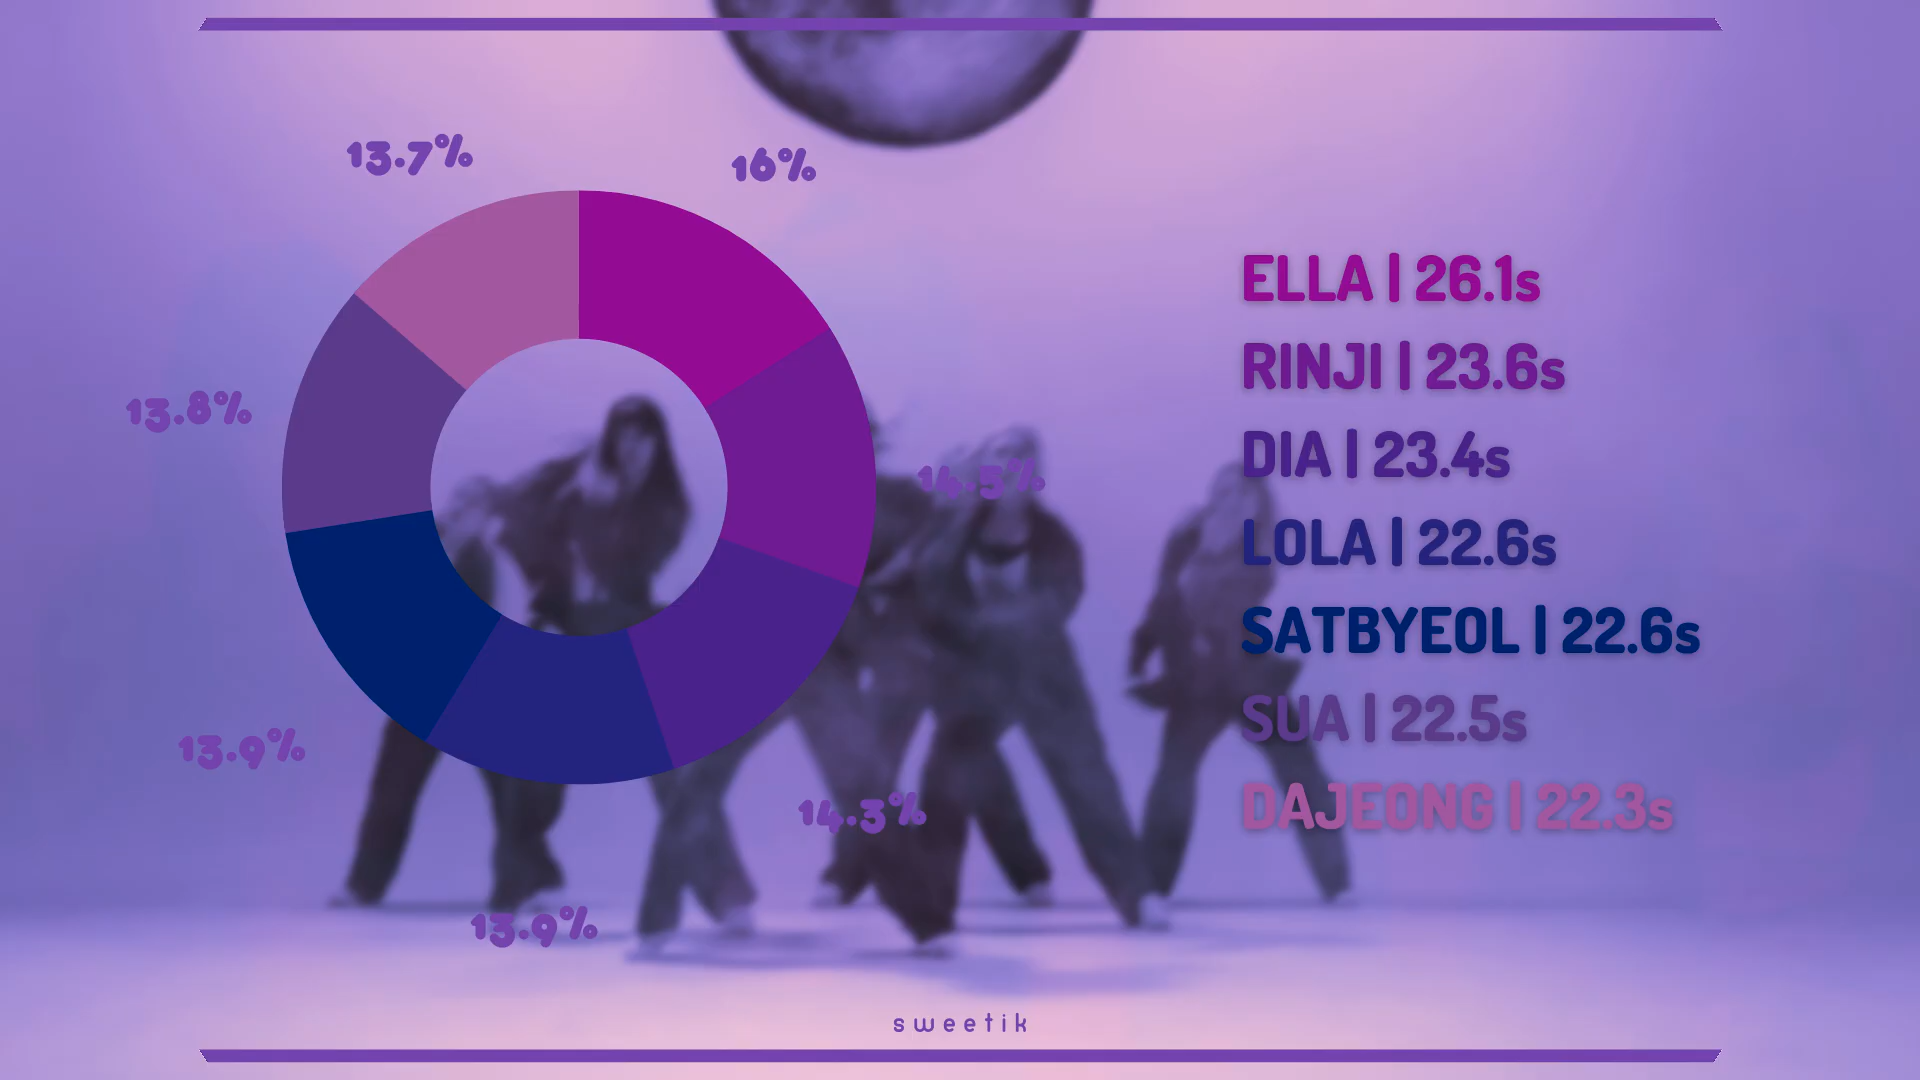 13.7%
16%
13.8%
14.5%
13.9%
14.3%
13.9%
ELLA | 26.1s
RINJI | 23.6s
DIA | 23.4s
LOLA | 22.6s
SATBYEOL | 22.6s
SUA | 22.5s
DAJEONG | 22.3s
sweetik